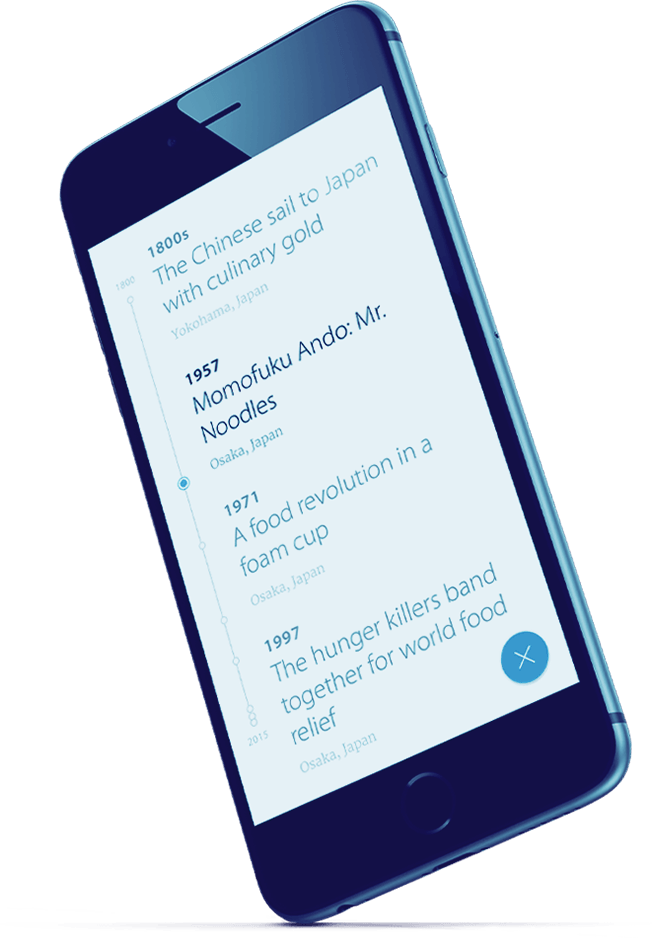 1800s
The Chinese sail to Japan
with culinary gold
Yokohama, Japan
1800
1957
Momofuku Ando: Mr.
Noodles
Osaka, Japan
1971
A food revolution in a
foam cup
Osaka, Japan
1997
The hunger killers band
together for world food
relief
Osaka, Japan
2015